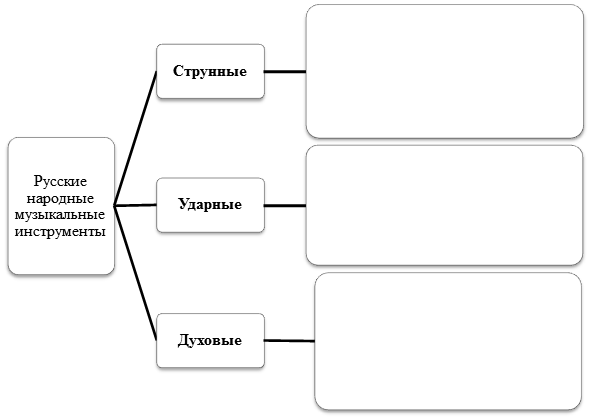 Струнные
Русские
народные
музыкальные
инструменты
Ударные
Духовые